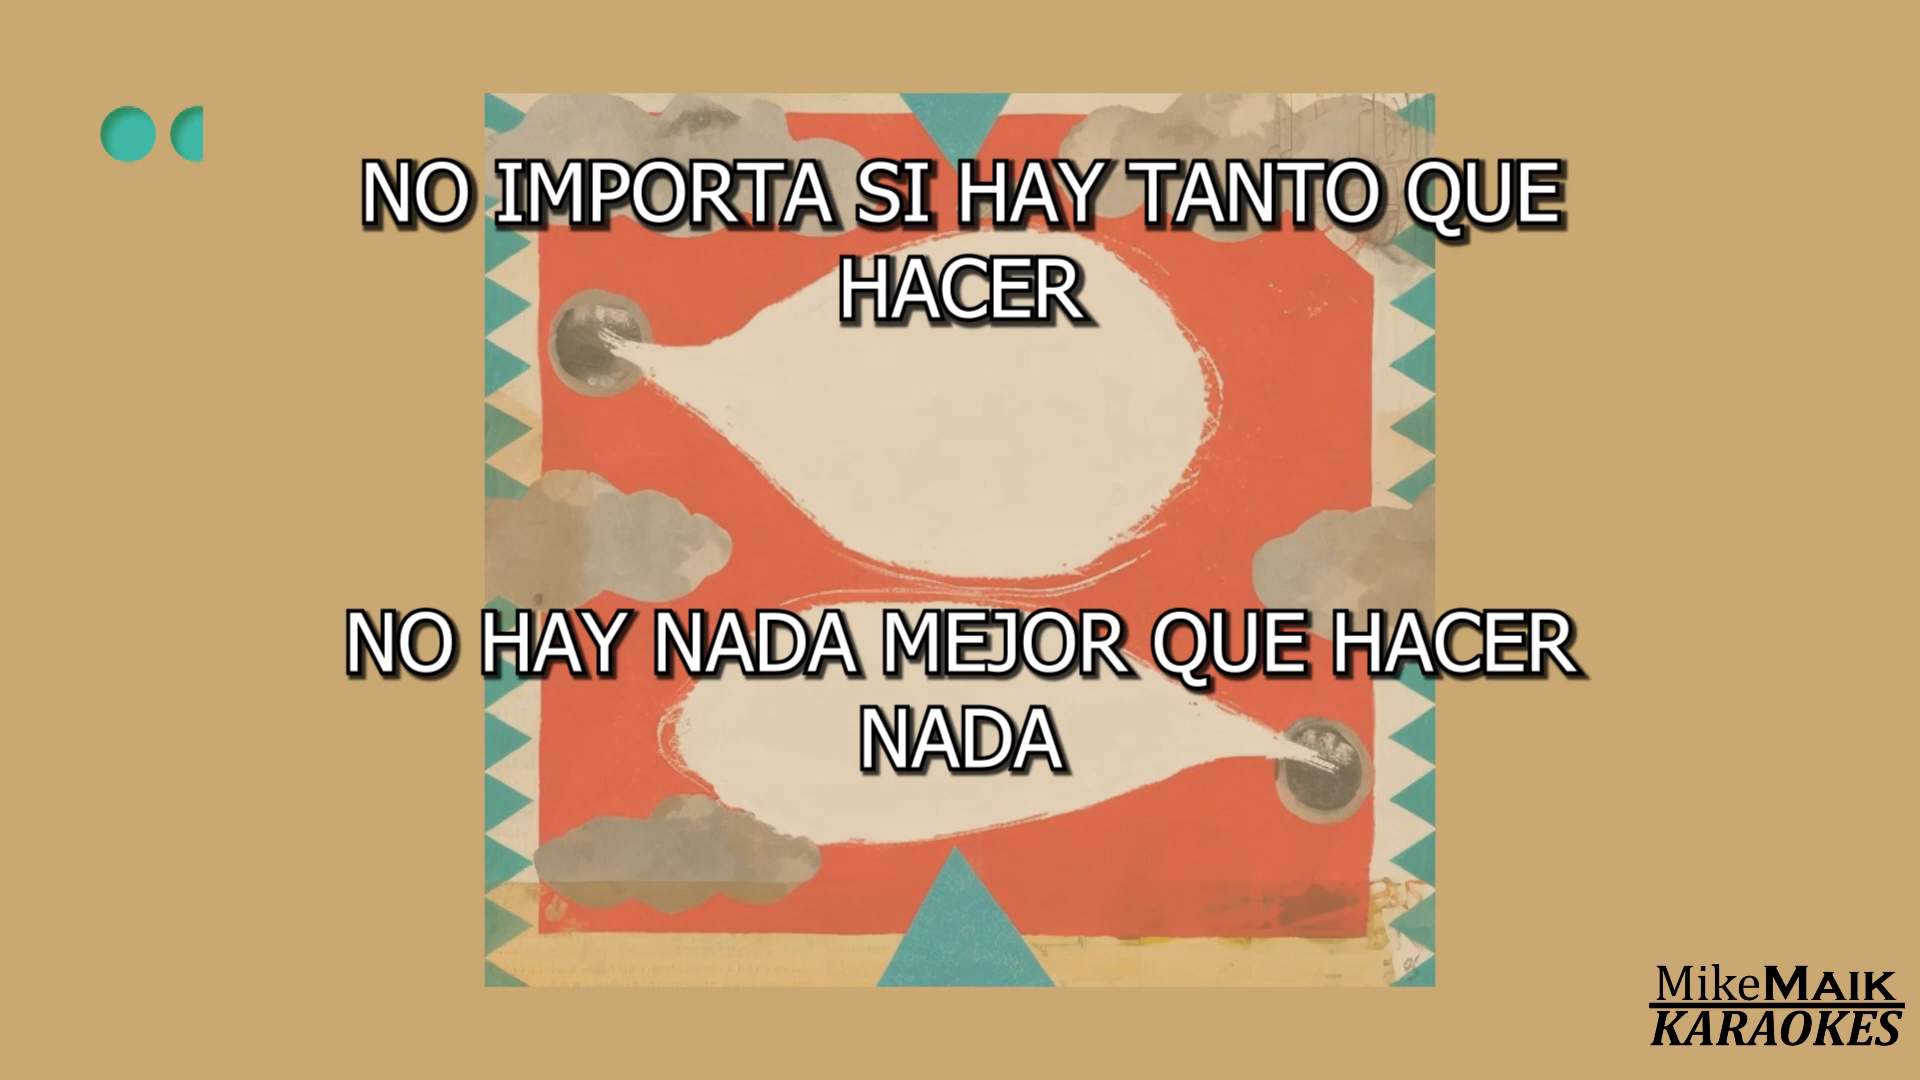 NO IMPORTA SI HAY TANTO QUE
HACER
NO HAY NADA MEJOR QUE HACER
NADA
MikeMAIK
KARAOKES